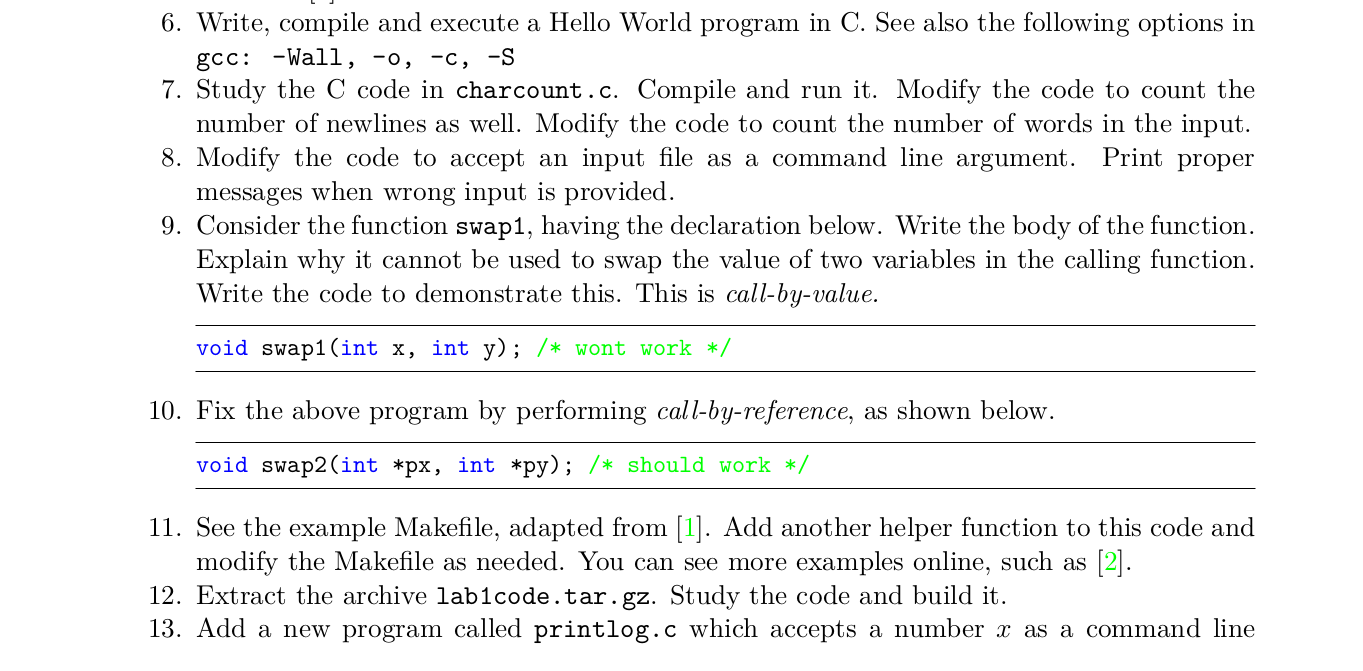 6. Write, compile and execute a Hello World program in C. See also the following options in
gcc: -Wall, -o, -c, -S
7. Study the C code in charcount.c. Compile and run it. Modify the code to count the
number of newlines as well. Modify the code to count the number of words in the input.
8. Modify the code to accept an input file as a command line argument. Print proper
messages when wrong input is provided.
9. Consider the function swap1, having the declaration below. Write the body of the function.
Explain why it cannot be used to swap the value of two variables in the calling function.
Write the code to demonstrate this. This is call-by-value.
void swap1(int x, int y); /* wont work */
10. Fix the above program by performing call-by-reference, as shown below.
void swap2(int *px, int *py); /* should work */
11. See the example Makefile, adapted from [1]. Add another helper function to this code and
modify the Makefile as needed. You can see more examples online, such as [2].
12. Extract the archive lab1code.tar.gz. Study the code and build it.
13. Add a new program called printlog.c which accepts a number x as a command line